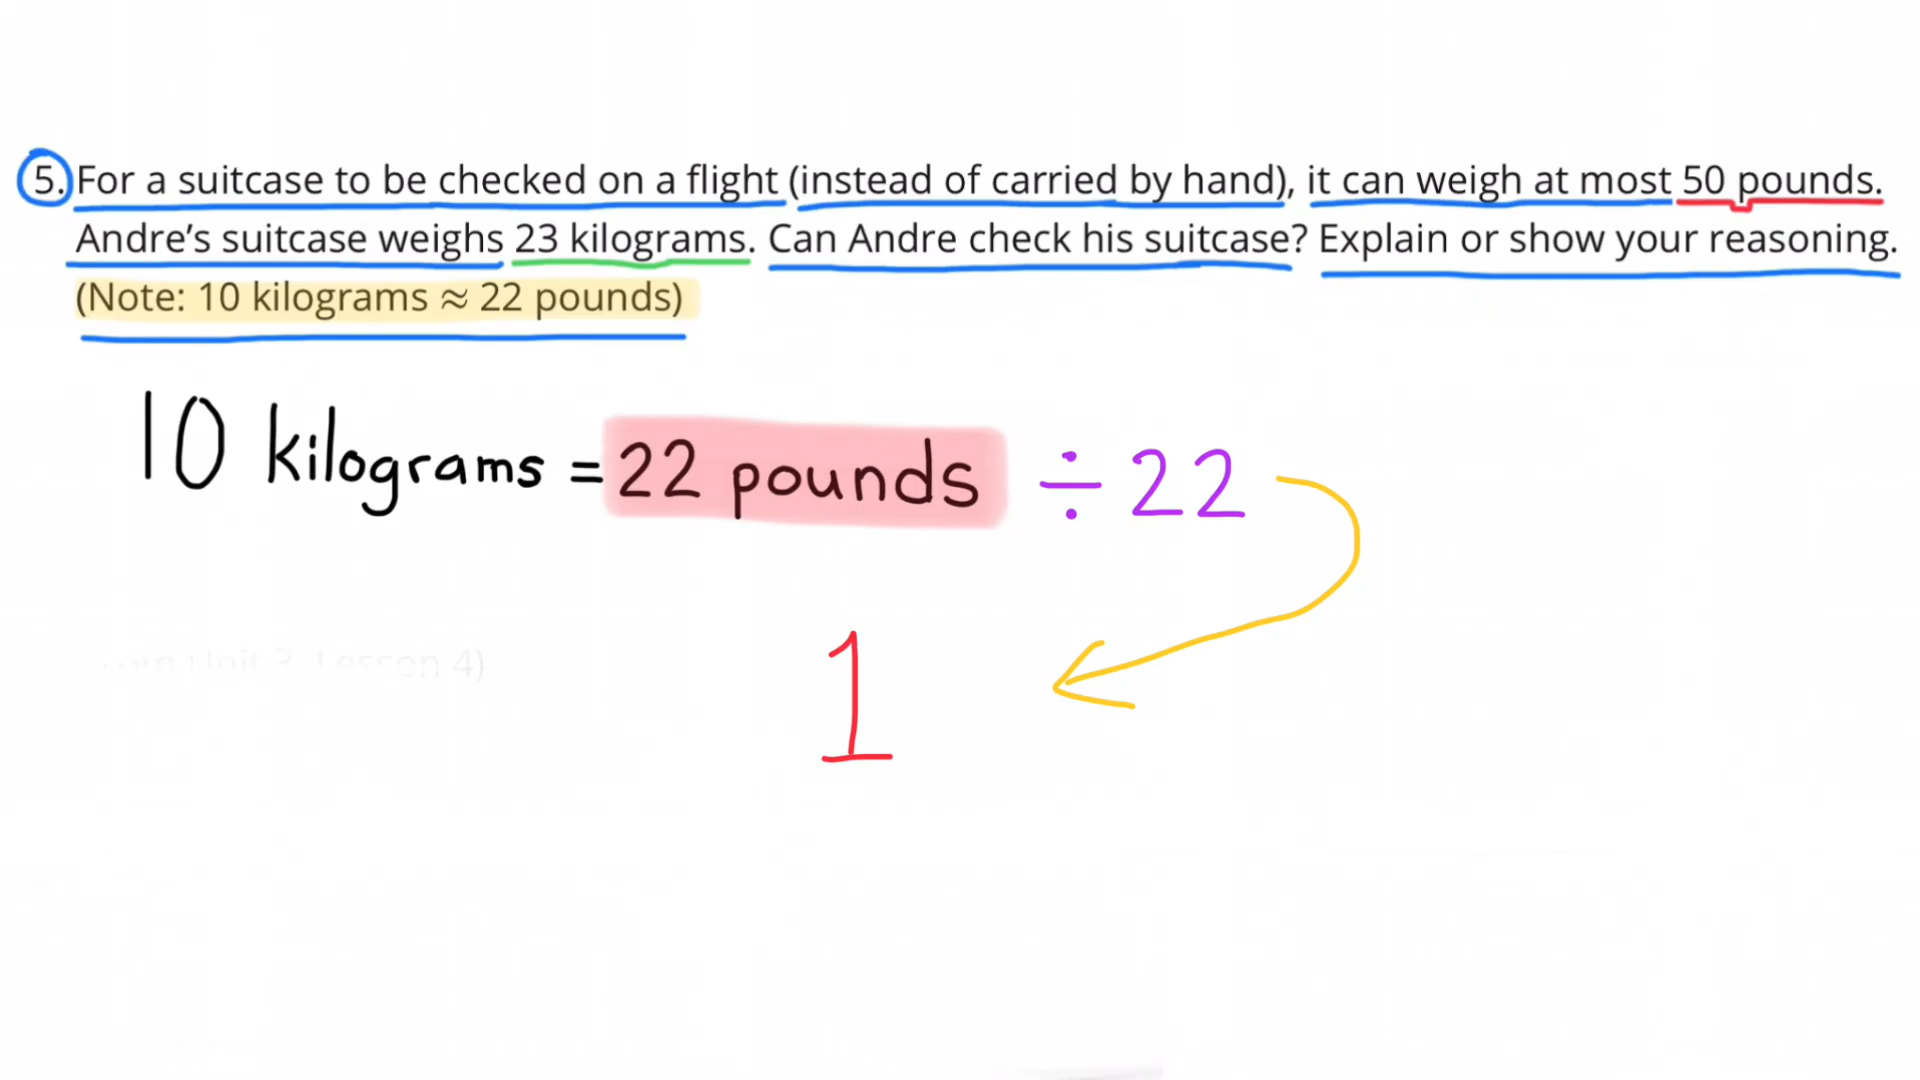 5. For a suitcase to be checked on a flight (instead of carried by hand), it can weigh at most 50 pounds.
Andre’s suitcase weighs 23 kilograms. Can Andre check his suitcase? Explain or show your reasoning.
(Note: 10 kilograms ≈ 22 pounds)
10 kilograms = 22 pounds ÷ 22
Lesson 4)
1